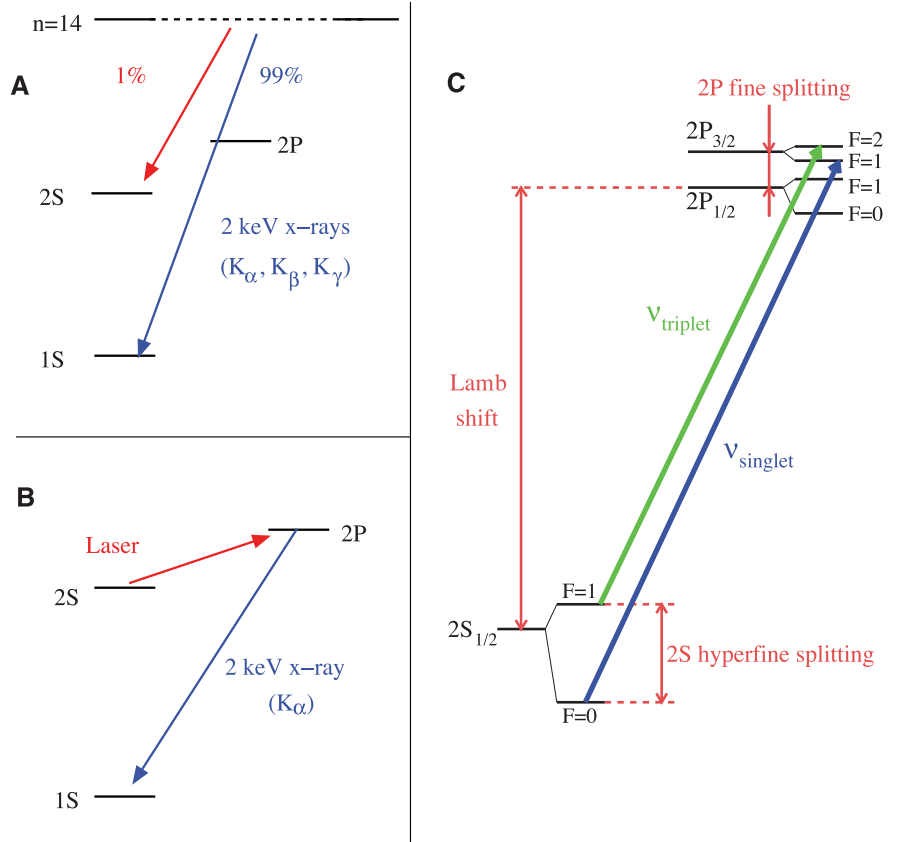 A
n=14
1%
99%
2P
2S
2 keV x−rays
(Kα, Kβ, Kγ)
1S
B
Laser
2P
2S
2 keV x−ray
(Kα)
1S
C
2P fine splitting
2P3/2
F=2
F=1
2P1/2
F=1
F=0
νtriplet
Lamb
shift
νsinglet
2S1/2
F=1
2S hyperfine splitting
F=0